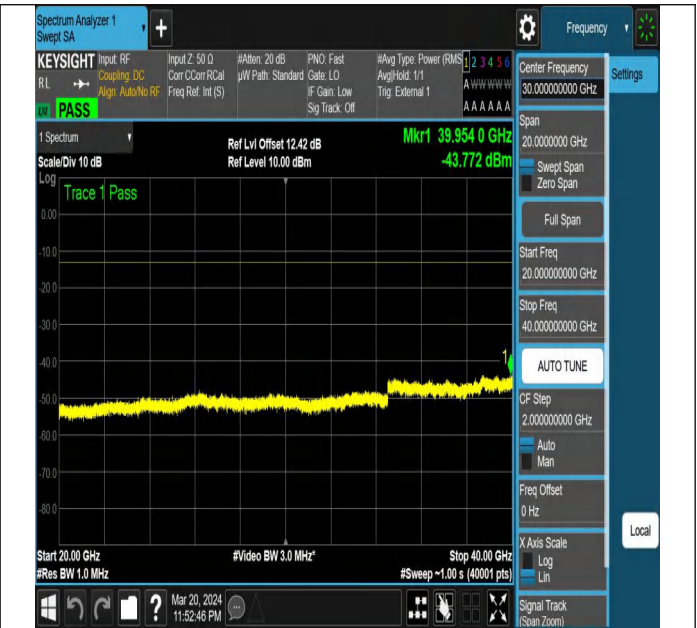 Spectrum Analyzer 1
Swept SA
+
Frequency
KEYSIGHT
Input: RF
Coupling: DC
Align: Auto/No RF
Input Z: 50 Ω
Corr CCorr RCal
Freq Ref: Int (S)
#Atten: 20 dB
µW Path: Standard
PNO: Fast
Gate: LO
IF Gain: Low
Sig Track: Off
#Avg Type: Power (RMS
Avg|Hold: 1/1
Trig: External 1
1 2 3 4 5 6
A W W W W W
A A A A A A
RL
PASS
1 Spectrum
Scale/Div 10 dB
Log
Ref Lvl Offset 12.42 dB
Ref Level 10.00 dBm
Mkr1 39.954 0 GHz
-43.772 dBm
Trace 1 Pass
0.00
-10.0
-20.0
-30.0
-40.0
-50.0
-60.0
-70.0
-80.0
1
Start 20.00 GHz
#Res BW 1.0 MHz
#Video BW 3.0 MHz*
Stop 40.00 GHz
#Sweep ~1.00 s (40001 pts)
Center Frequency
30.000000000 GHz
Settings
Span
20.0000000 GHz
Swept Span
Zero Span
Full Span
Start Freq
20.000000000 GHz
Stop Freq
40.000000000 GHz
AUTO TUNE
CF Step
2.000000000 GHz
Auto
Man
Freq Offset
0 Hz
X Axis Scale
Log
Lin
Local
Signal Track
(Span Zoom)
?
Mar 20, 2024
11:52:46 PM